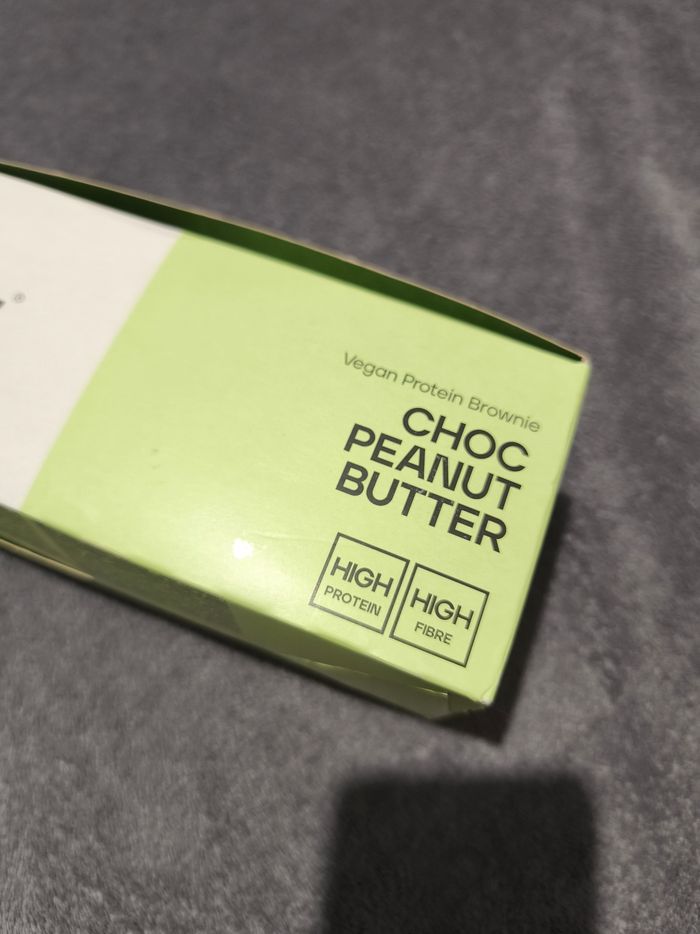 ®
Vegan Protein Brownie
CHOC
PEANUT
BUTTER
HIGH
PROTEIN
HIGH
FIBRE